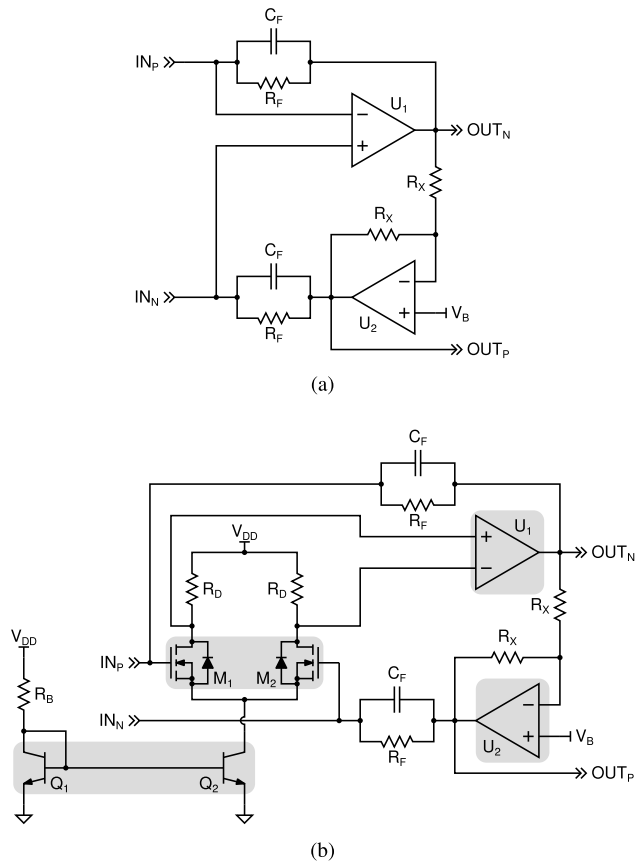 C_F
IN_P
R_F
U_1
−
+
OUT_N
R_X
R_X
C_F
IN_N
R_F
−
+
U_2
V_B
OUT_P
(a)
C_F
R_F
U_1
V_DD
+
−
OUT_N
R_D
R_D
R_X
V_DD
R_X
IN_P
M_1
M_2
C_F
R_B
IN_N
−
+
U_2
V_B
R_F
OUT_P
Q_1
Q_2
(b)